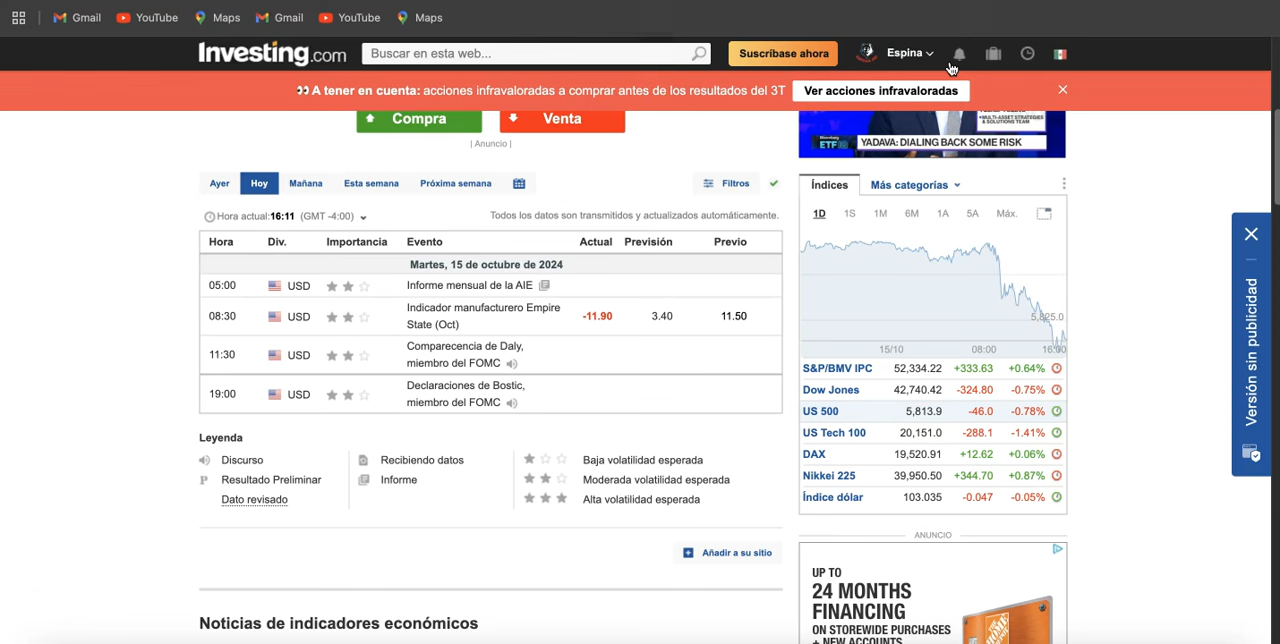 Gmail YouTube Maps Gmail YouTube Maps
Investing.com Buscar en esta web... Suscríbase ahora Espina
A tener en cuenta: acciones infravaloradas a comprar antes de los resultados del 3T Ver acciones infravaloradas
Compra Venta
| Anuncio |
+MULTI-ASSET STRATEGIES
& SOLUTIONS TEAM
Bloomberg
ETF YADAVA: DIALING BACK SOME RISK
Ayer Hoy Mañana Esta semana Próxima semana Filtros
Hora actual:16:11 (GMT -4:00) Todos los datos son transmitidos y actualizados automáticamente.
Hora Div. Importancia Evento Actual Previsión Previo
Martes, 15 de octubre de 2024
05:00 USD Informe mensual de la AIE
08:30 USD Indicador manufacturero Empire State (Oct) -11.90 3.40 11.50
11:30 USD Comparecencia de Daly,
miembro del FOMC
19:00 USD Declaraciones de Bostic,
miembro del FOMC
Leyenda
Discurso Recibiendo datos Baja volatilidad esperada
P Resultado Preliminar Informe Moderada volatilidad esperada
Dato revisado Alta volatilidad esperada
Añadir a su sitio
Noticias de indicadores económicos
Índices Más categorías
1D 1S 1M 6M 1A 5A Máx.
5,825.0
15/10 08:00 16:00
S&P/BMV IPC 52,334.22 +333.63 +0.64%
Dow Jones 42,740.42 -324.80 -0.75%
US 500 5,813.9 -46.0 -0.78%
US Tech 100 20,151.0 -288.1 -1.41%
DAX 19,520.91 +12.62 +0.06%
Nikkei 225 39,950.50 +344.70 +0.87%
Índice dólar 103.035 -0.047 -0.05%
ANUNCIO
UP TO
24 MONTHS
FINANCING
ON STOREWIDE PURCHASES
+ NEW ACCOUNTS
Versión sin publicidad